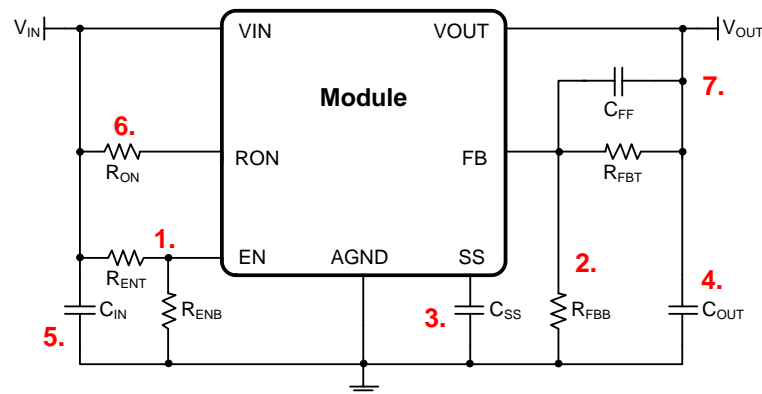 VIN
VIN
VOUT
VOUT
Module
CFF
7.
6.
RON
RON
FB
RFBT
1.
EN
AGND
SS
2.
4.
RENT
CIN
RENB
3.
CSS
RFBB
COUT
5.